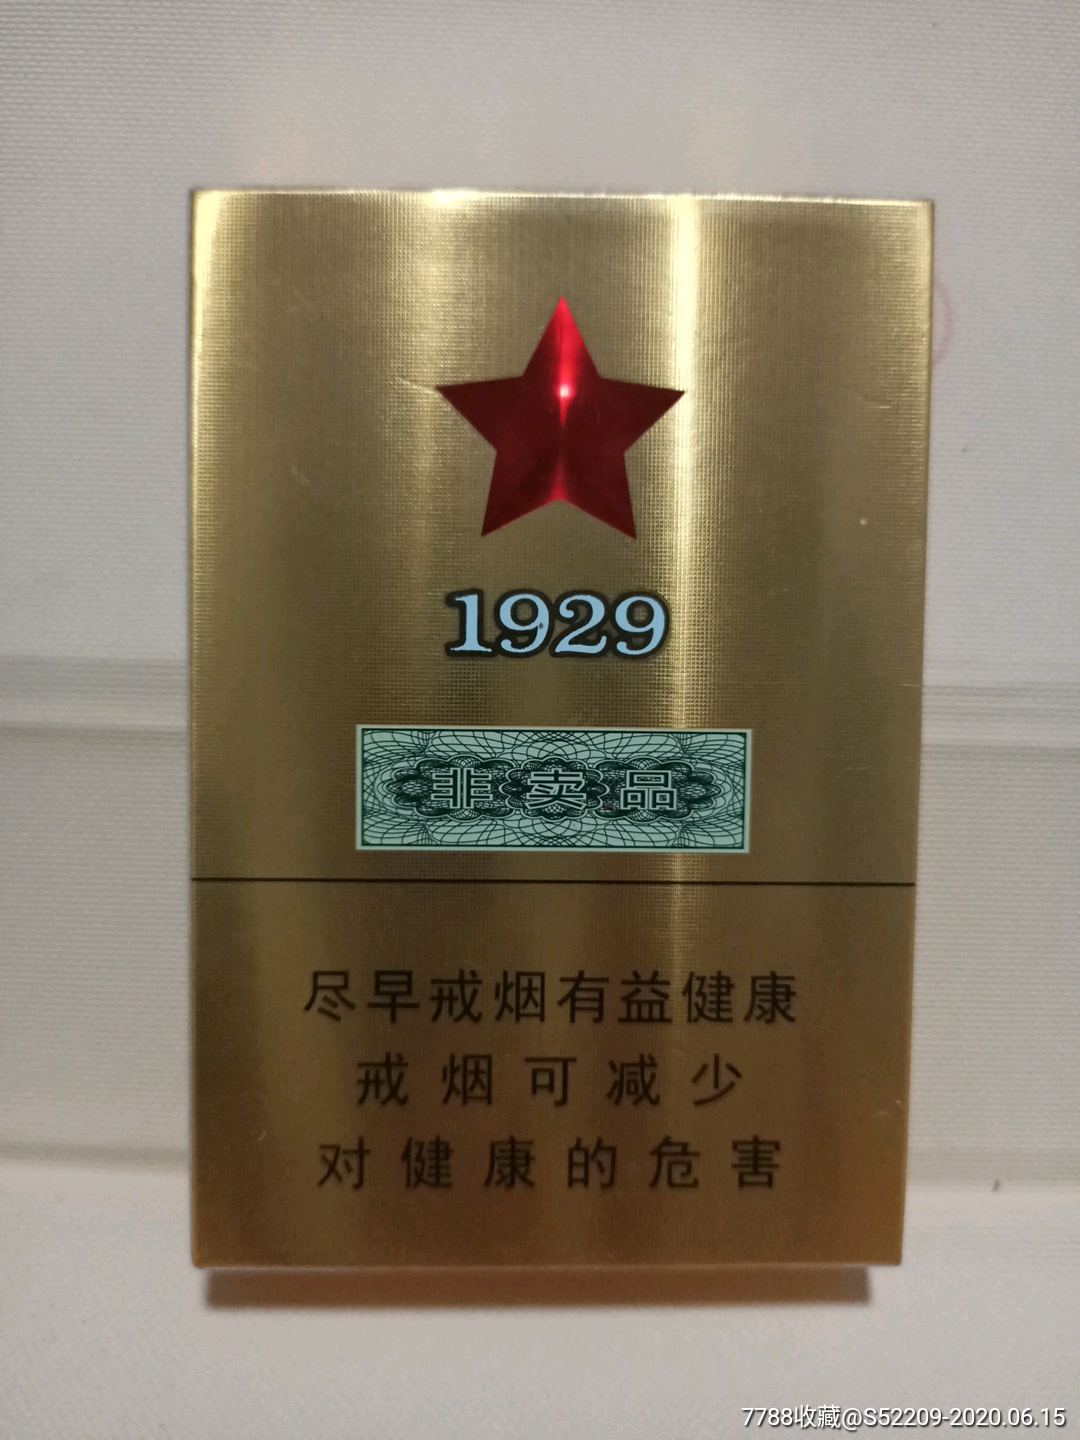 1929
非卖品
尽早戒烟有益健康
戒烟可减少
对健康的危害
7788收藏@S52209-2020.06.15